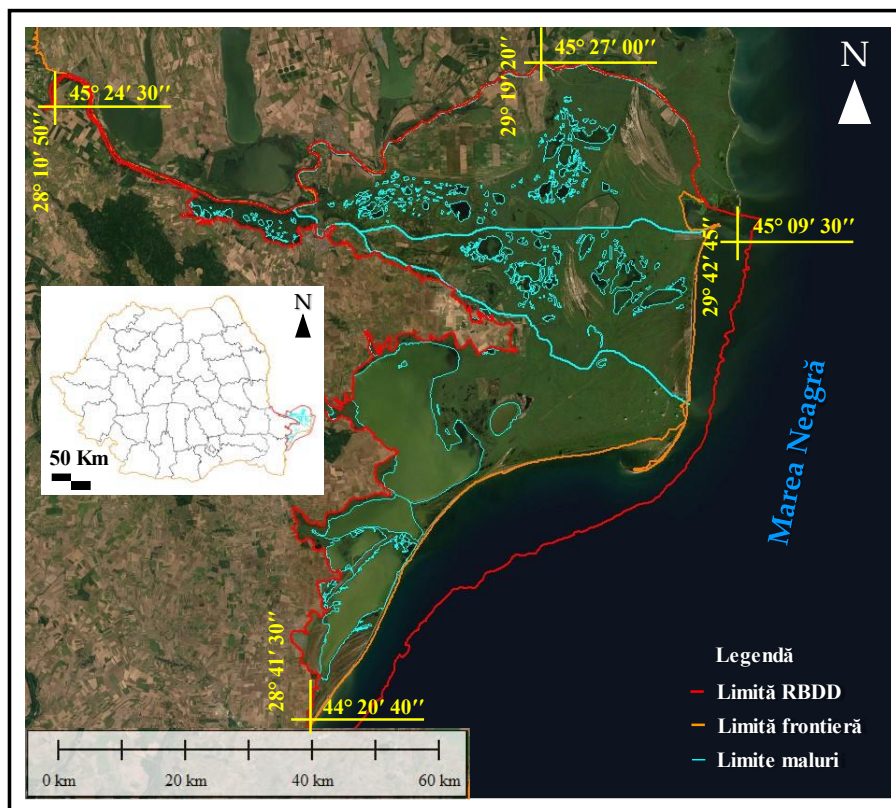 45° 27′ 00′′
29° 19′ 20′′
N
45° 24′ 30′′
28° 10′ 50′′
45° 09′ 30′′
29° 42′ 45′′
N
50 Km
Marea Neagră
28° 41′ 30′′
44° 20′ 40′′
Legendă
Limită RBDD
Limită frontieră
Limite maluri
0 km 20 km 40 km 60 km